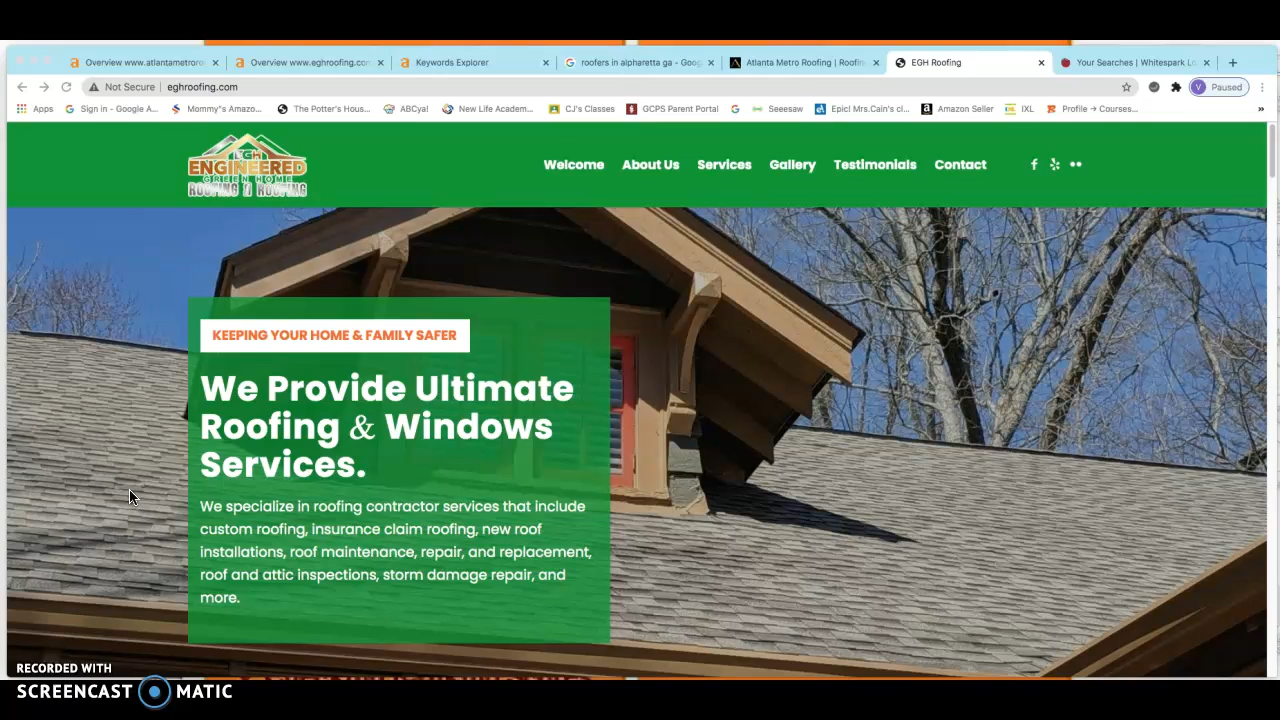 Overview www.atlantametroro
Overview www.eghroofing.com
Keywords Explorer
roofers in alpharetta ga - Goog
Atlanta Metro Roofing | Roofin
EGH Roofing
Your Searches | Whitespark Lo
Not Secure
eghroofing.com
V
Paused
Apps
Sign in - Google A...
Mommy"s Amazo...
The Potter's Hous...
ABCya!
New Life Academ...
CJ's Classes
GCPS Parent Portal
Seeesaw
Epic! Mrs.Cain's cl...
Amazon Seller
IXL
Profile → Courses...
EGH
ENGINEERED
GREEN HOME
ROOFING
ROOFING
Welcome
About Us
Services
Gallery
Testimonials
Contact
KEEPING YOUR HOME & FAMILY SAFER
We Provide Ultimate
Roofing & Windows
Services.
We specialize in roofing contractor services that include
custom roofing, insurance claim roofing, new roof
installations, roof maintenance, repair, and replacement,
roof and attic inspections, storm damage repair, and
more.
RECORDED WITH
SCREENCAST MATIC